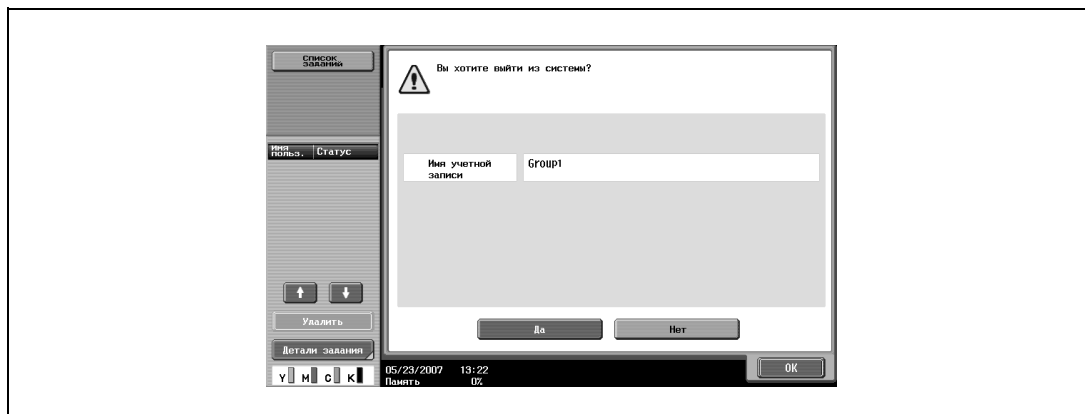 Список
заданий
Вы хотите выйти из системы?
Имя
польз.
Статус
Имя учетной
записи
Group1
Удалить
Да
Нет
Детали задания
Y M C K
05/23/2007 13:22
Память 0%
OK